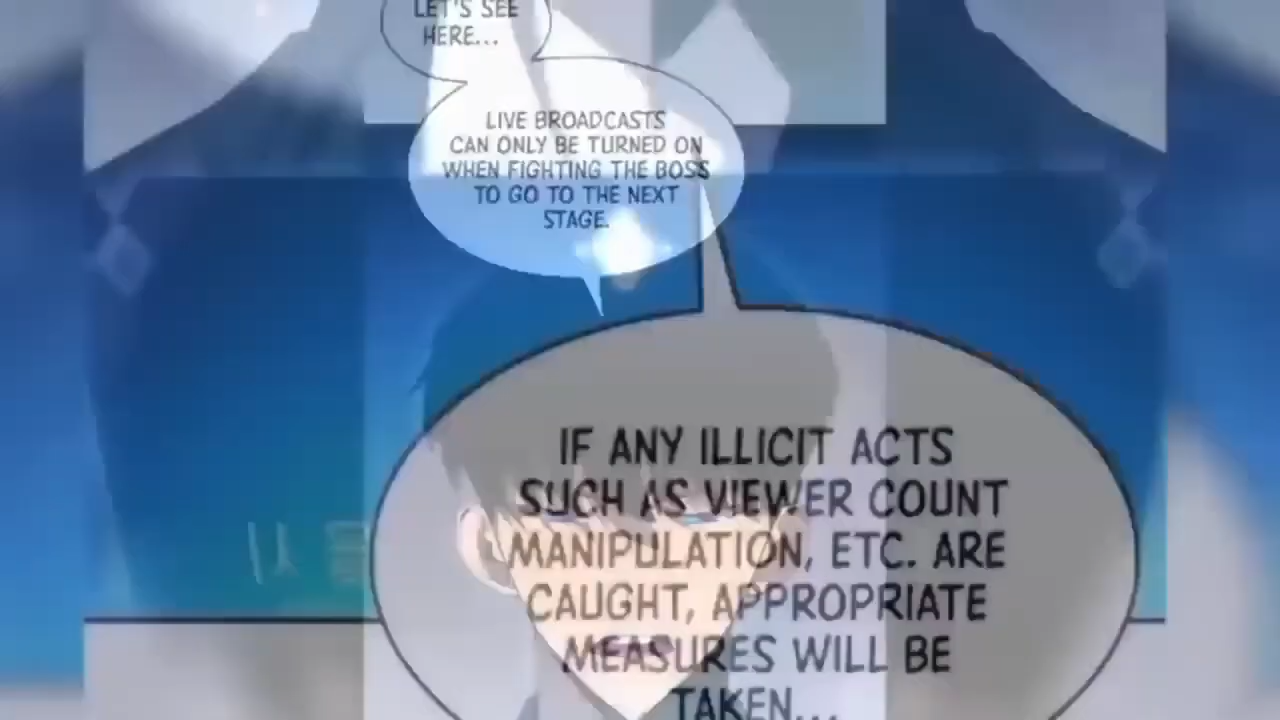 LET'S SEE
HERE...
LIVE BROADCASTS
CAN ONLY BE TURNED ON
WHEN FIGHTING THE BOSS
TO GO TO THE NEXT
STAGE.
IF ANY ILLICIT ACTS
SUCH AS VIEWER COUNT
MANIPULATION, ETC. ARE
CAUGHT, APPROPRIATE
MEASURES WILL BE
TAKEN...